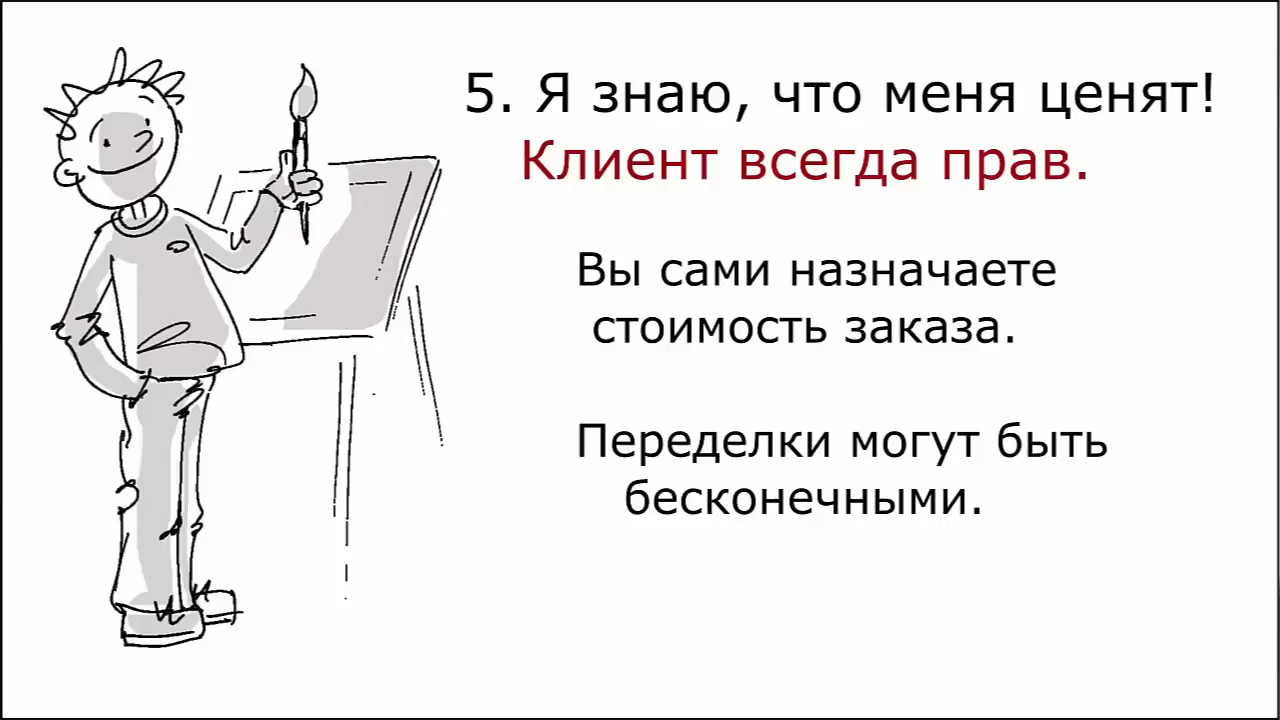 5. Я знаю, что меня ценят!
Клиент всегда прав.
Вы сами назначаете
стоимость заказа.
Переделки могут быть
бесконечными.